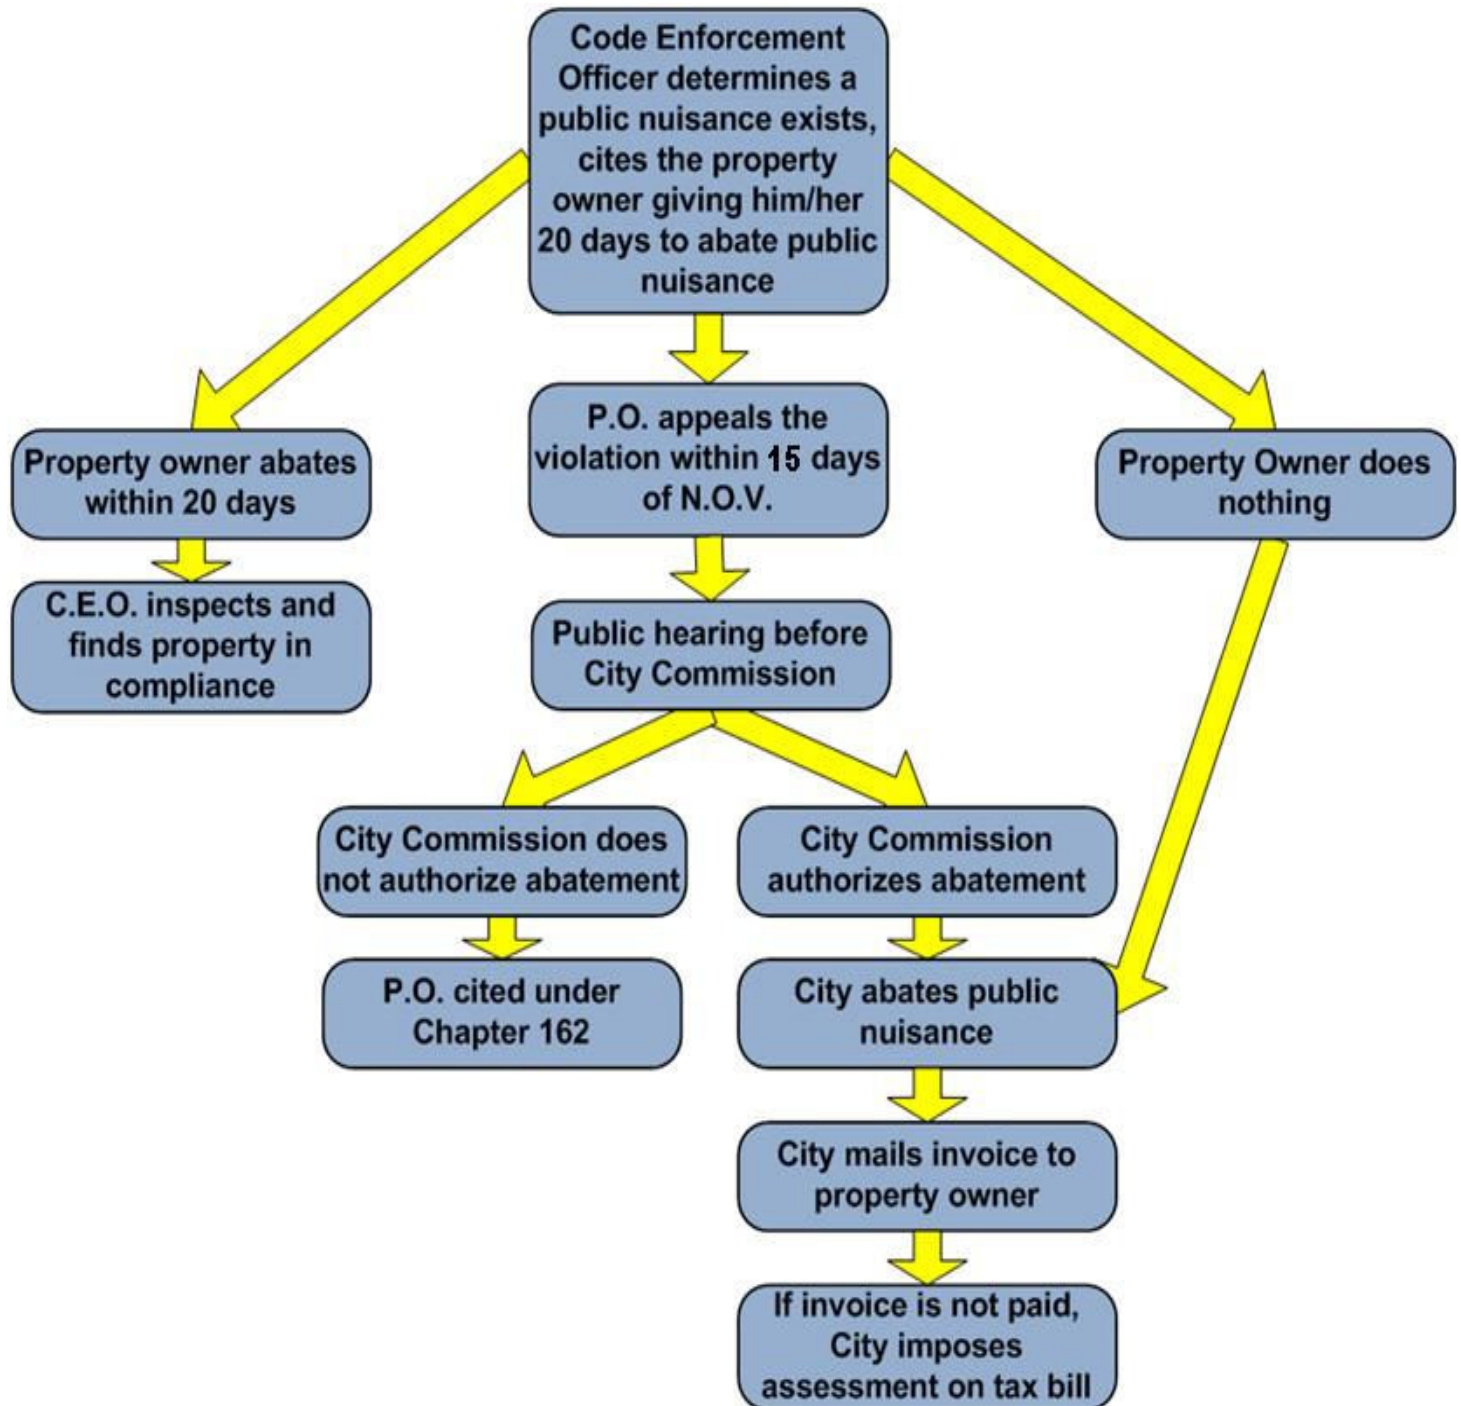 Code Enforcement
Officer determines a
public nuisance exists,
cites the property
owner giving him/her
20 days to abate public
nuisance
Property owner abates
within 20 days
P.O. appeals the
violation within 15 days
of N.O.V.
Property Owner does
nothing
C.E.O. inspects and
finds property in
compliance
Public hearing before
City Commission
City Commission does
not authorize abatement
City Commission
authorizes abatement
P.O. cited under
Chapter 162
City abates public
nuisance
City mails invoice to
property owner
If invoice is not paid,
City imposes
assessment on tax bill